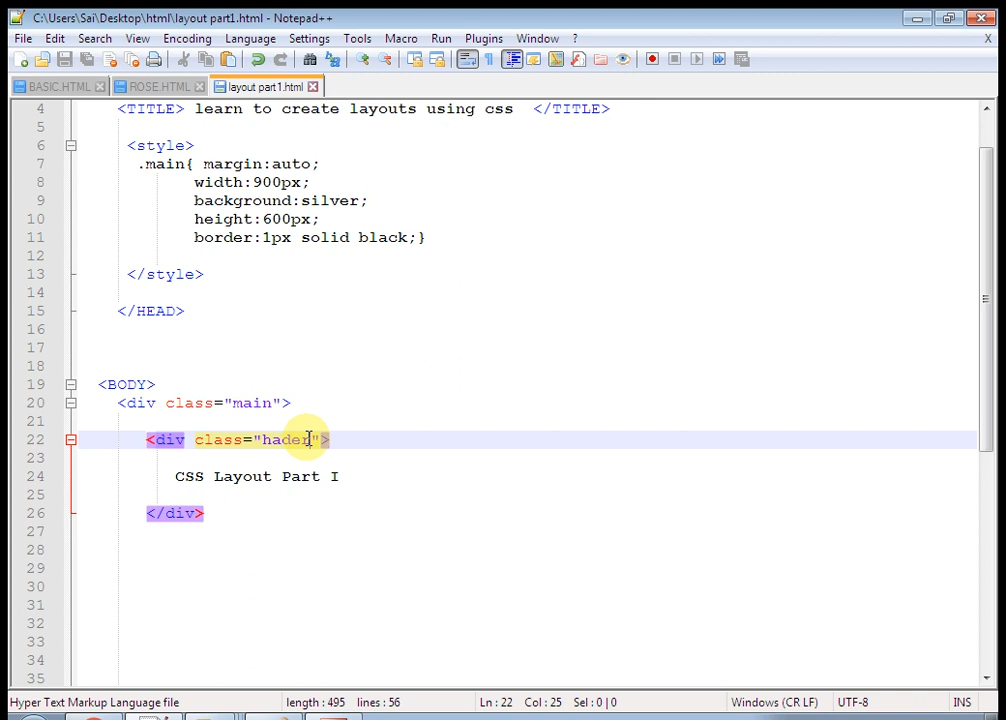 C:\Users\Sai\Desktop\html\layout part1.html - Notepad++
File Edit Search View Encoding Language Settings Tools Macro Run Plugins Window ? X
BASIC.HTML ROSE HTML layout part1.html
4 <TITLE> learn to create layouts using css </TITLE>
5
6 <style>
7 .main{ margin:auto;
8 width:900px;
9 background:silver;
10 height:600px;
11 border:1px solid black;}
12
13 </style>
14
15 </HEAD>
16
17
18
19 <BODY>
20 <div class="main">
21
22 <div class="hader">
23
24 CSS Layout Part I
25
26 </div>
27
28
29
30
31
32
33
34
35
Hyper Text Markup Language file length : 495 lines : 56 Ln : 22 Col : 25 Sel : 0 | 0 Windows (CR LF) UTF-8 INS